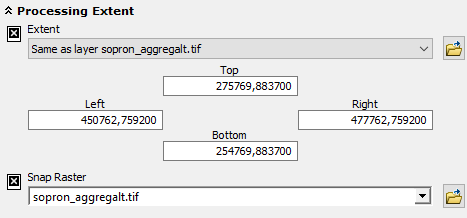 Processing Extent
Extent
Same as layer sopron_aggregalt.tif
Top
275769,883700
Left Right
450762,759200 477762,759200
Bottom
254769,883700
Snap Raster
sopron_aggregalt.tif